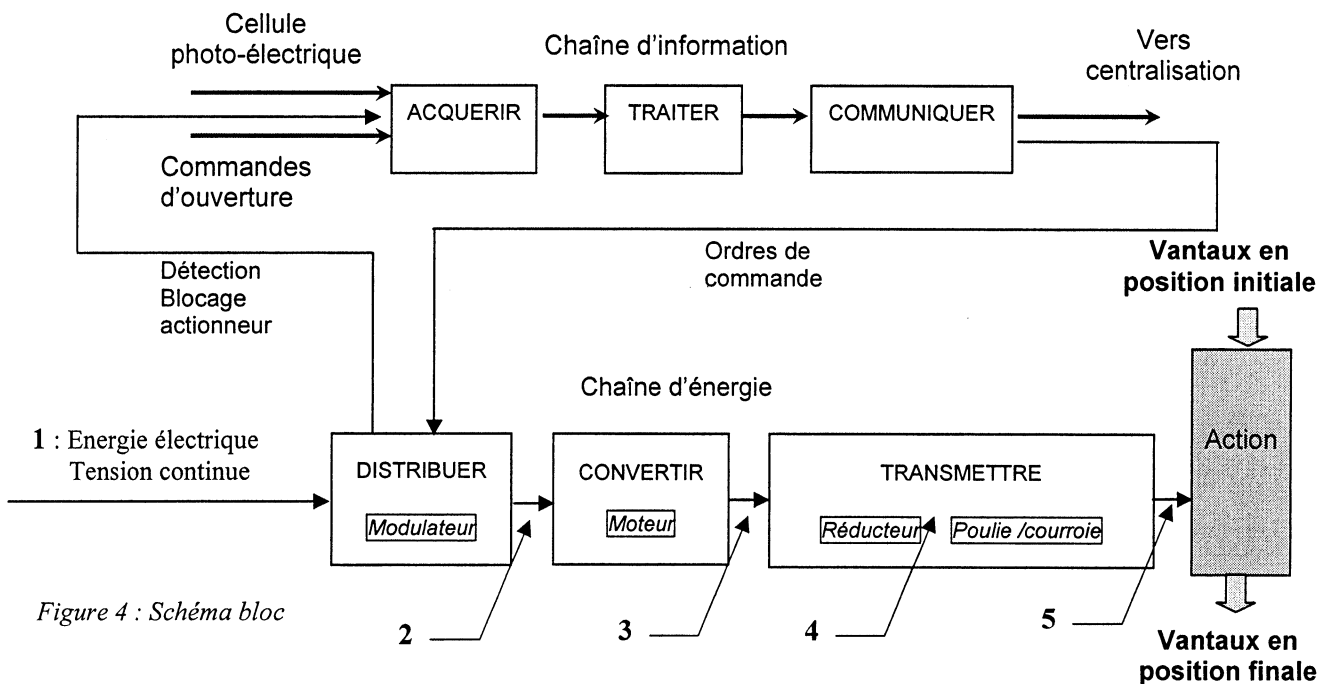 Cellule
photo-électrique
Chaîne d'information
Vers
centralisation
ACQUERIR
TRAITER
COMMUNIQUER
Commandes
d'ouverture
Détection
Blocage
actionneur
Ordres de
commande
Vantaux en
position initiale
Chaîne d'énergie
1 : Energie électrique
Tension continue
DISTRIBUER
Modulateur
CONVERTIR
Moteur
TRANSMETTRE
Réducteur
Poulie /courroie
Action
Figure 4 : Schéma bloc
2
3
4
5
Vantaux en
position finale